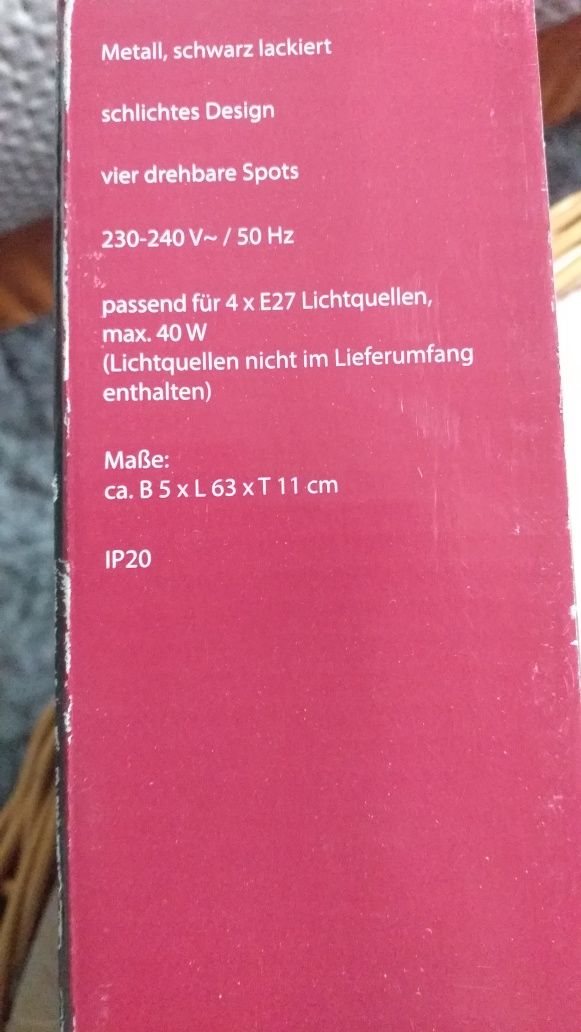 Metall, schwarz lackiert
schlichtes Design
vier drehbare Spots
230-240 V~ / 50 Hz
passend für 4 x E27 Lichtquellen,
max. 40 W
(Lichtquellen nicht im Lieferumfang
enthalten)
Maße:
ca. B 5 x L 63 x T 11 cm
IP20